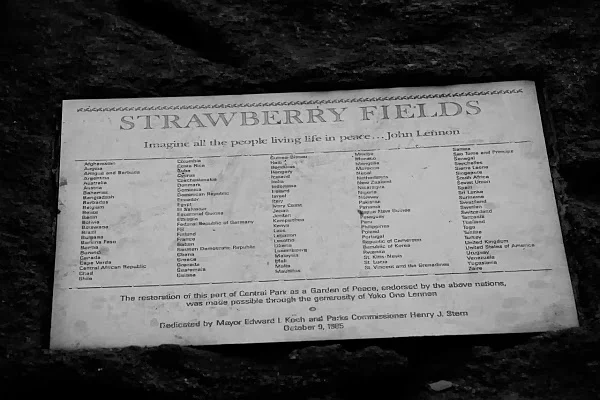 STRAWBERRY FIELDS
Imagine all the people living life in peace...John Lennon
Afghanistan
Angola
Antigua and Barbuda
Argentina
Australia
Austria
Bahamas
Bangladesh
Barbados
Belgium
Belize
Benin
Bolivia
Botswana
Brazil
Bulgaria
Burkina Faso
Burma
Burundi
Canada
Cape Verde
Central African Republic
Chad
Chile
Columbia
Costa Rica
Cuba
Cyprus
Czechoslovakia
Denmark
Dominica
Dominican Republic
Ecuador
Egypt
El Salvador
Equatorial Guinea
Ethiopia
Federal Republic of Germany
Fiji
Finland
France
Gabon
German Democratic Republic
Ghana
Greece
Grenada
Guatemala
Guinea
Guinea-Bissau
Haiti
Honduras
Hungary
Iceland
India
Indonesia
Ireland
Israel
Italy
Ivory Coast
Japan
Jordan
Kampuchea
Kenya
Laos
Lebanon
Lesotho
Liberia
Luxembourg
Malaysia
Mali
Malta
Mauritius
Mexico
Monaco
Mongolia
Morocco
Nepal
Netherlands
New Zealand
Nicaragua
Nigeria
Norway
Pakistan
Panama
Papua New Guinea
Paraguay
Peru
Philippines
Poland
Portugal
Republic of Cameroon
Republic of Korea
Rwanda
St. Kitts-Nevis
St. Lucia
St. Vincent and the Grenadines
Samoa
San Tome and Principe
Senegal
Seychelles
Sierra Leone
Singapore
South Africa
Soviet Union
Spain
Sri Lanka
Suriname
Swaziland
Sweden
Switzerland
Tanzania
Thailand
Togo
Tunisia
Turkey
United Kingdom
United States of America
Uruguay
Venezuela
Yugoslavia
Zaire
The restoration of this part of Central Park as a Garden of Peace, endorsed by the above nations,
was made possible through the generosity of Yoko Ono Lennon
Dedicated by Mayor Edward I. Koch and Parks Commissioner Henry J. Stern
October 9, 1985